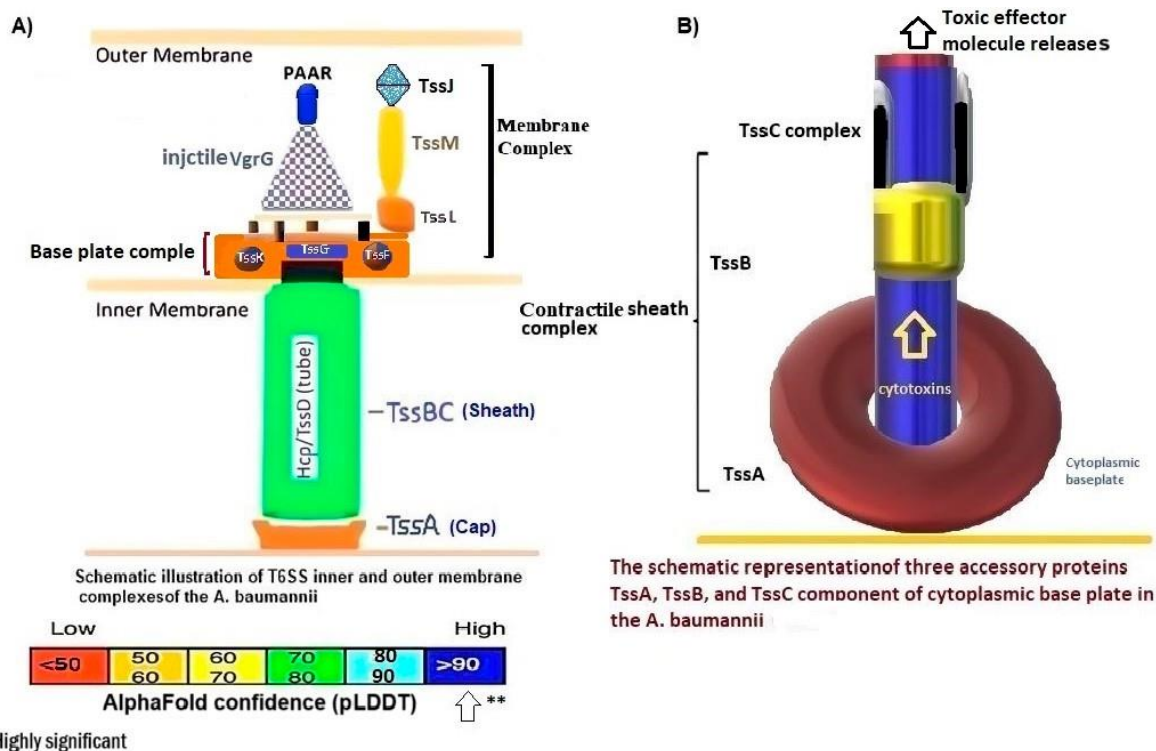 A)
Outer Membrane
PAAR
TssJ
TssM
injctile VgrG
Membrane
Complex
TssL
Base plate comple
TssK
TssG
TssF
Inner Membrane
Hcp/TssD (tube)
TssBC (Sheath)
TssA (Cap)
Schematic illustration of T6SS inner and outer membrane
complexesof the A. baumannii
Low
High
<50
50
60
60
70
70
80
80
90
>90
AlphaFold confidence (pLDDT)
**
Highly significant
B)
Toxic effector
molecule releases
TssC complex
TssB
Contractile sheath
complex
cytotoxins
TssA
Cytoplasmic
baseplate
The schematic representationof three accessory proteins
TssA, TssB, and TssC component of cytoplasmic base plate in
the A. baumannii